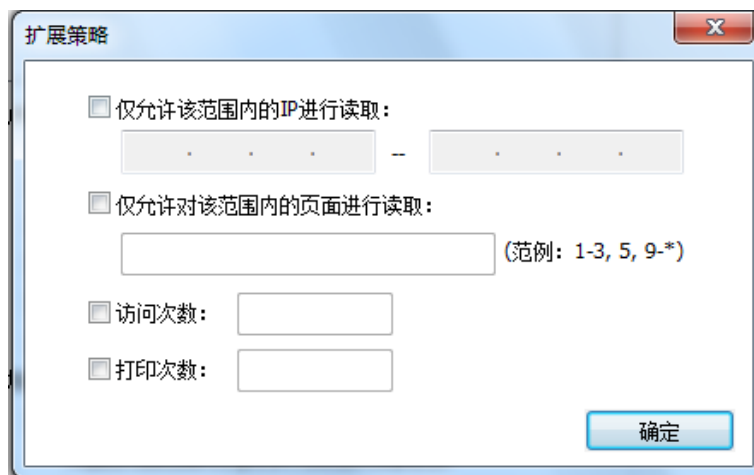 扩展策略
仅允许该范围内的IP进行读取：
. . . -- . . .
仅允许对该范围内的页面进行读取：
(范例：1-3, 5, 9-*)
访问次数：
打印次数：
确定